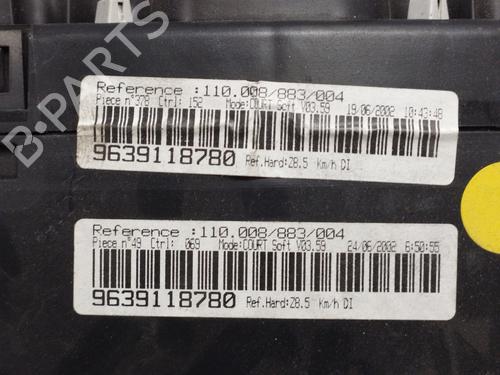 B-PARTS
Reference :110.008/883/004
Piece n°378 Ctrl: 152 Mode:COURT Soft V03.59 19/06/2002 10:43:48
9639118780 Ref.Hard:Z8.5 Km/h DI
Reference :110.008/883/004
Piece n°49 Ctrl: 069 Mode:COURT Soft V03.59 24/06/2002 6:50:55
9639118780 Ref.Hard:Z8.5 Km/h DI